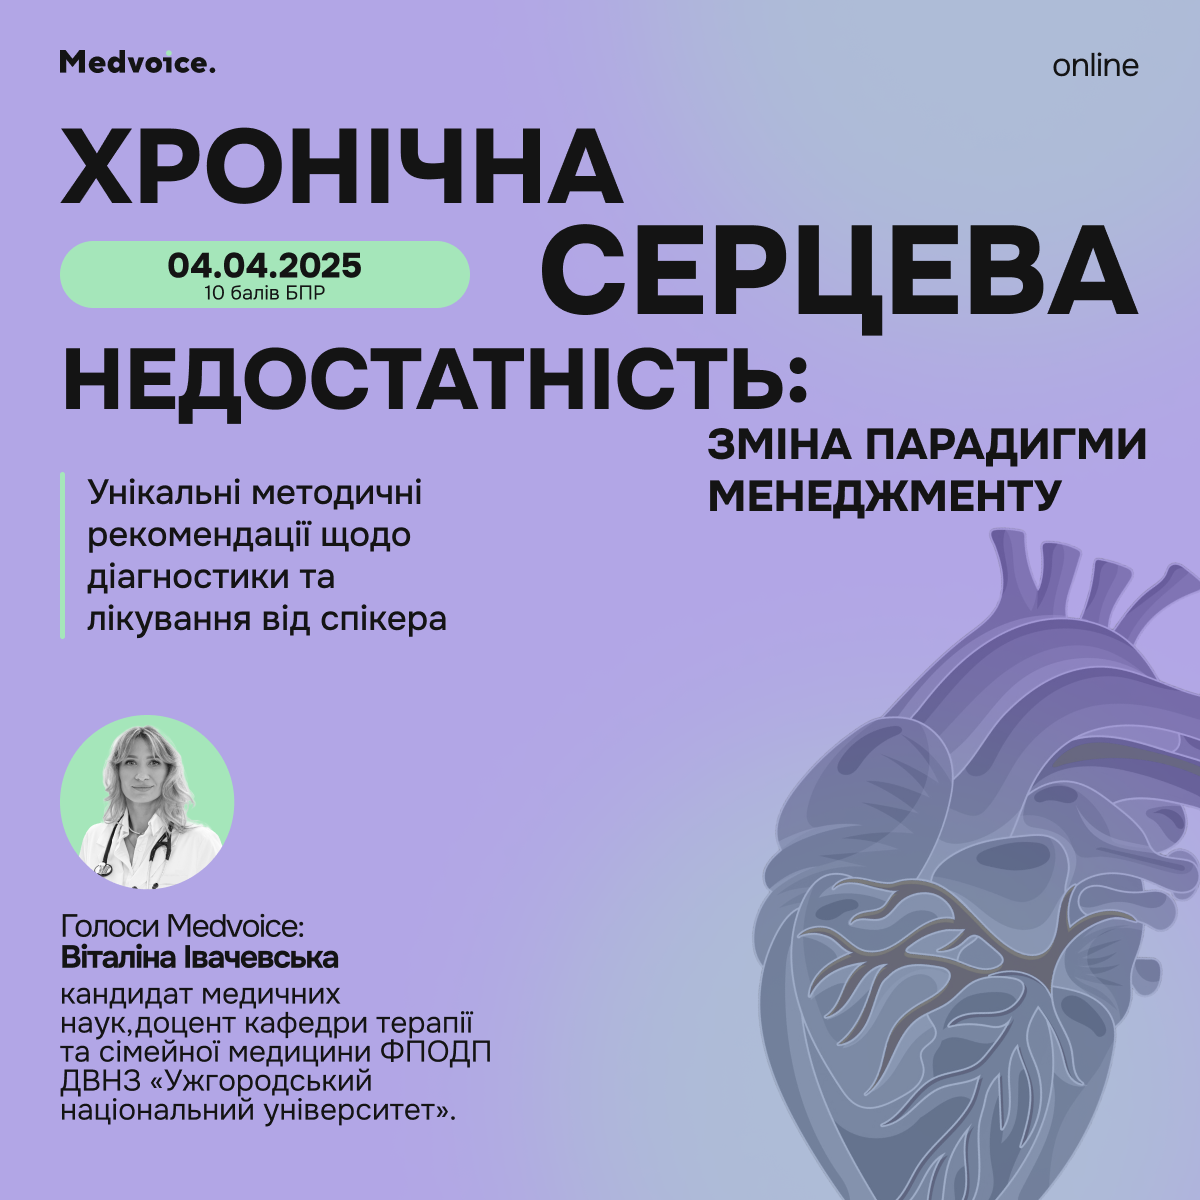 Medvoice.
online
ХРОНІЧНА
04.04.2025
10 балів БПР
СЕРЦЕВА
НЕДОСТАТНІСТЬ:
ЗМІНА ПАРАДИГМИ
МЕНЕДЖМЕНТУ
Унікальні методичні
рекомендації щодо
діагностики та
лікування від спікера
Голоси Medvoice:
Віталіна Івачевська
кандидат медичних
наук,доцент кафедри терапії
та сімейної медицини ФПОДП
ДВНЗ «Ужгородський
національний університет».